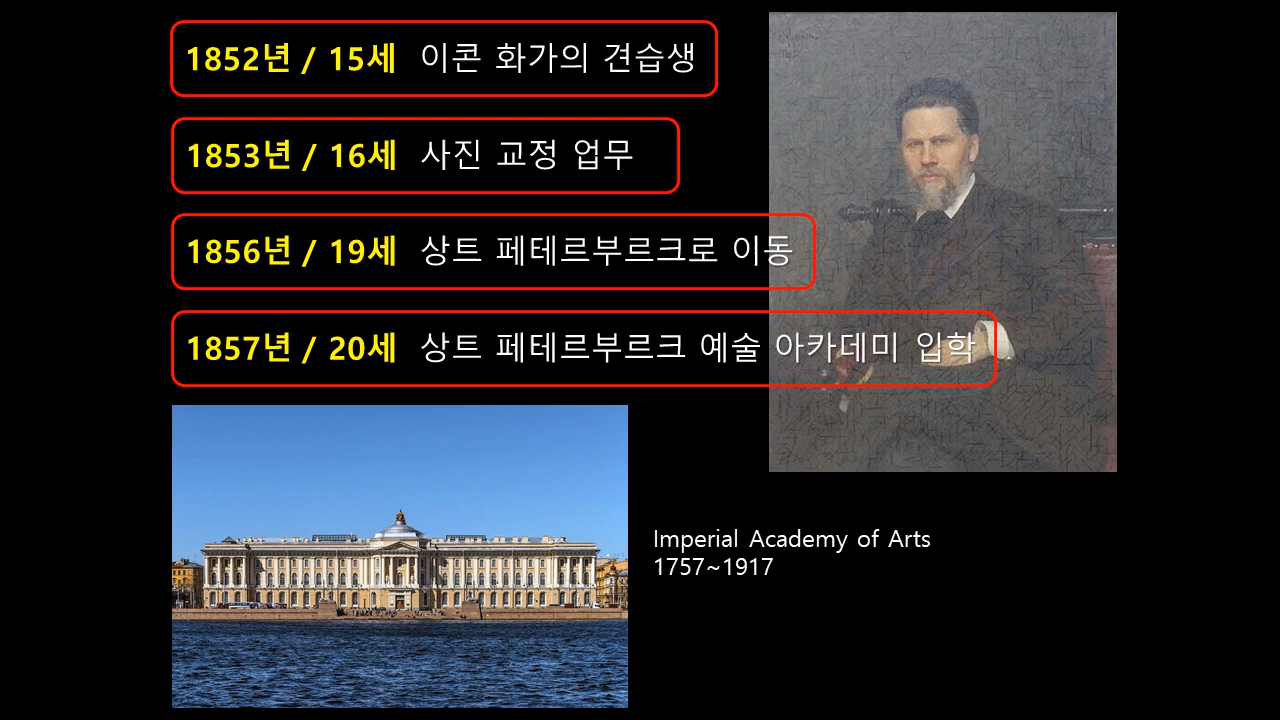 1852년 / 15세 이콘 화가의 견습생
1853년 / 16세 사진 교정 업무
1856년 / 19세 상트 페테르부르크로 이동
1857년 / 20세 상트 페테르부르크 예술 아카데미 입학
Imperial Academy of Arts
1757~1917